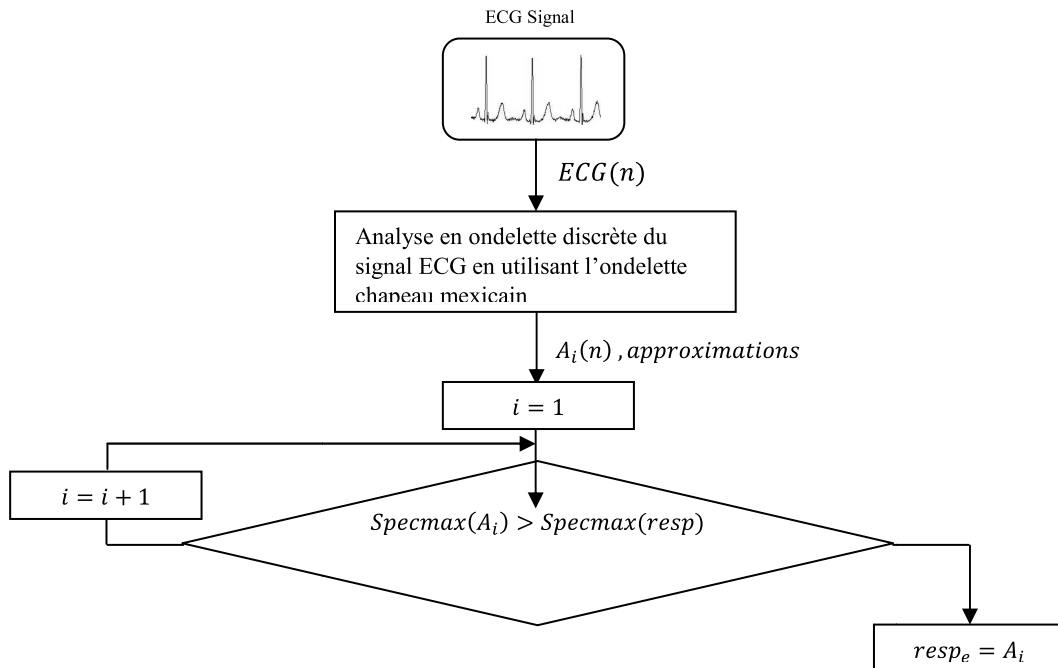 ECG Signal
ECG(n)
Analyse en ondelette discrète du
signal ECG en utilisant l’ondelette
chapeau mexicain
A_i(n) , approximations
i = 1
i = i + 1
Specmax(A_i) > Specmax(resp)
resp_e = A_i